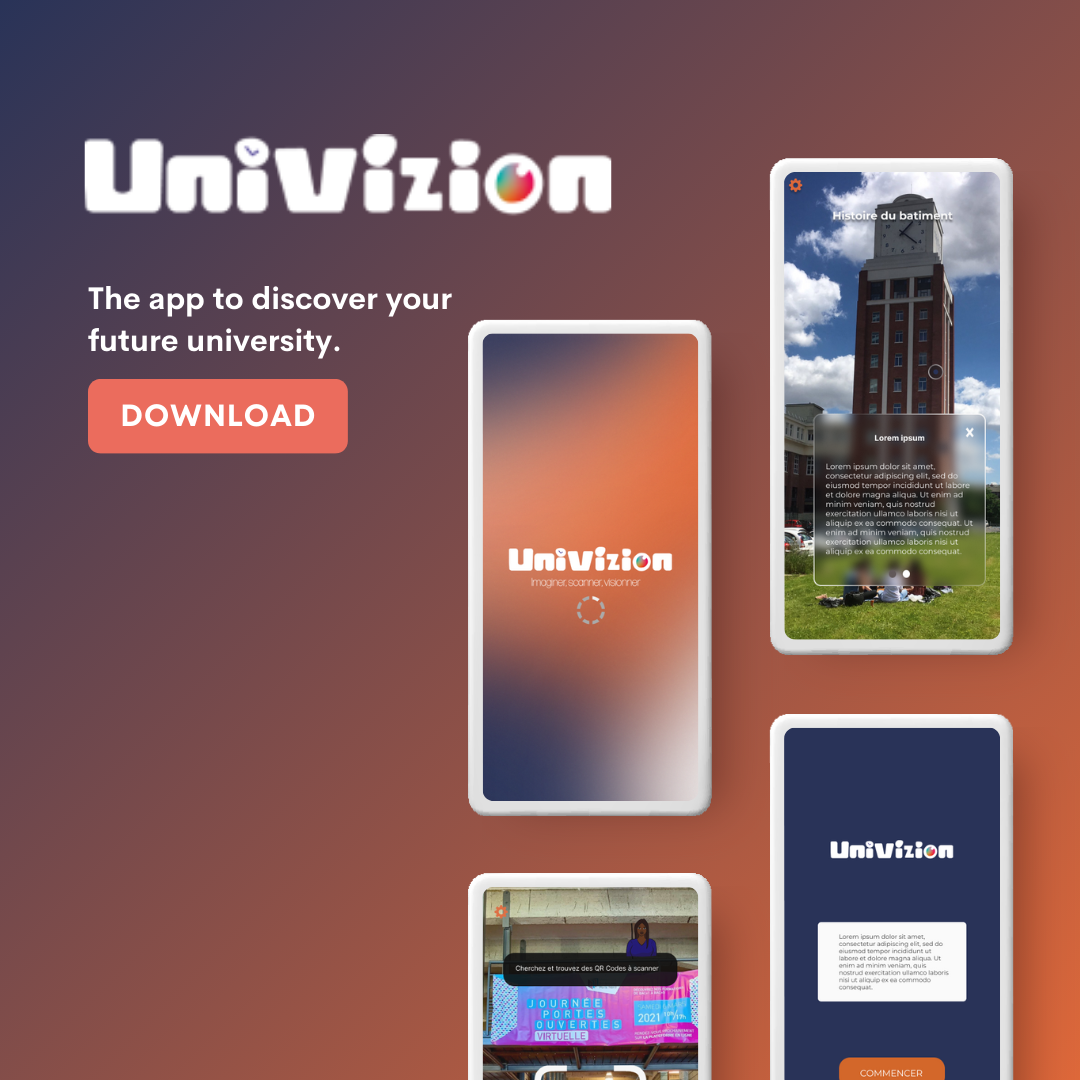 UniVizion
The app to discover your
future university.
DOWNLOAD
UniVizion
Imaginer, scanner, visionner
Histoire du batiment
Lorem ipsum
X
Lorem ipsum dolor sit amet,
consectetur adipiscing elit, sed do
eiusmod tempor incididunt ut labore
et dolore magna aliqua. Ut enim ad
minim veniam, quis nostrud
exercitation ullamco laboris nisi ut
aliquip ex ea commodo consequat. Ut
enim ad minim veniam, quis nostrud
exercitation ullamco laboris nisi ut
aliquip ex ea commodo consequat.
Cherchez et trouvez des QR Codes à scanner
JOURNÉE
PORTES
OUVERTES
VIRTUELLE
2021
UniVizion
Lorem ipsum dolor sit amet,
consectetur adipiscing elit, sed do
eiusmod tempor incididunt ut
labore et dolore magna aliqua. Ut
enim ad minim veniam, quis
nostrud exercitation ullamco laboris
nisi ut aliquip ex ea commodo
consequat.
COMMENCER